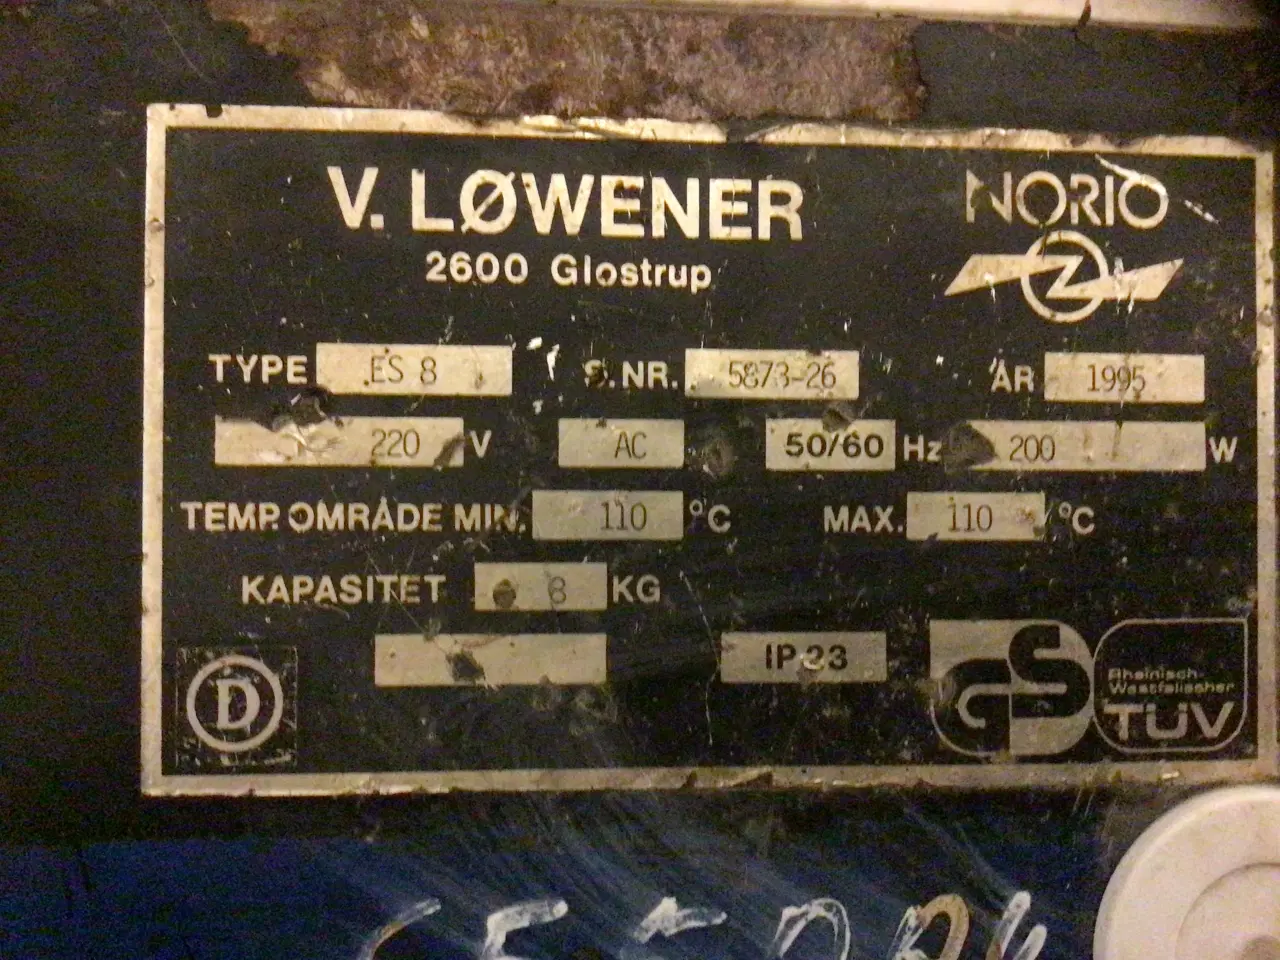 V. LØWENER
2600 Glostrup
NORIO
Z
TYPE ES 8 S. NR. 5873-26 ÅR 1995
220 V AC 50/60 Hz 200 W
TEMP. OMRÅDE MIN. 110 °C MAX. 110 °C
KAPASITET 8 KG
IP 23
D
GS
Rheinisch-
Westfälischer
TÜV